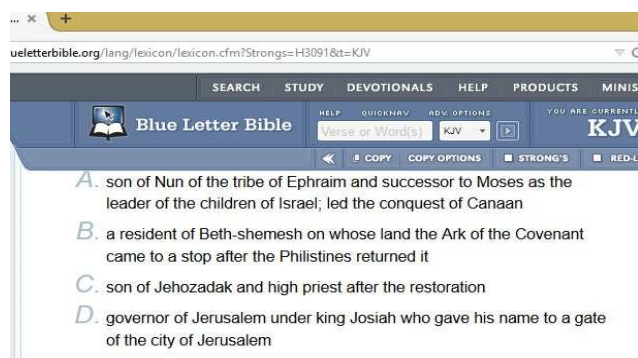 ... × +
ueletterbible.org/lang/lexicon/lexicon.cfm?Strongs=H3091&t=KJV
SEARCH STUDY DEVOTIONALS HELP PRODUCTS MINIS
Blue Letter Bible
HELP QUICKNAV ADV. OPTIONS
Verse or Word(s) KJV
YOU ARE CURRENTL
KJV
COPY COPY OPTIONS STRONG'S RED-L
A. son of Nun of the tribe of Ephraim and successor to Moses as the
leader of the children of Israel; led the conquest of Canaan
B. a resident of Beth-shemesh on whose land the Ark of the Covenant
came to a stop after the Philistines returned it
C. son of Jehozadak and high priest after the restoration
D. governor of Jerusalem under king Josiah who gave his name to a gate
of the city of Jerusalem